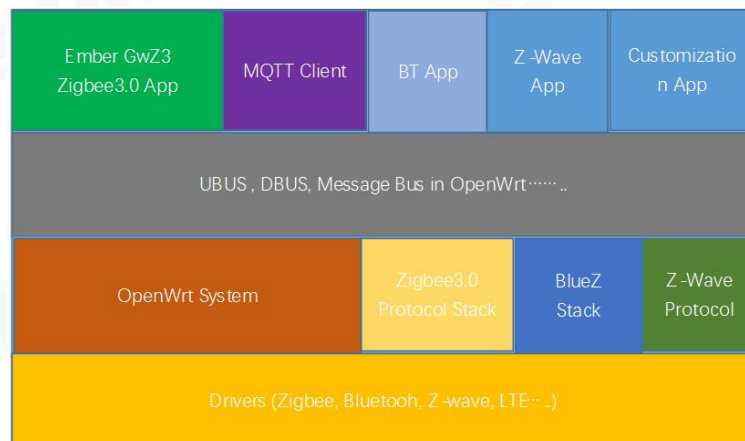 Ember GwZ3
Zigbee3.0 App
MQTT Client
BT App
Z-Wave
App
Customizatio
n App
UBUS , DBUS, Message Bus in OpenWrt……..
OpenWrt System
Zigbee3.0
Protocol Stack
BlueZ
Stack
Z-Wave
Protocol
Drivers (Zigbee, Bluetooh, Z-wave, LTE… ..)